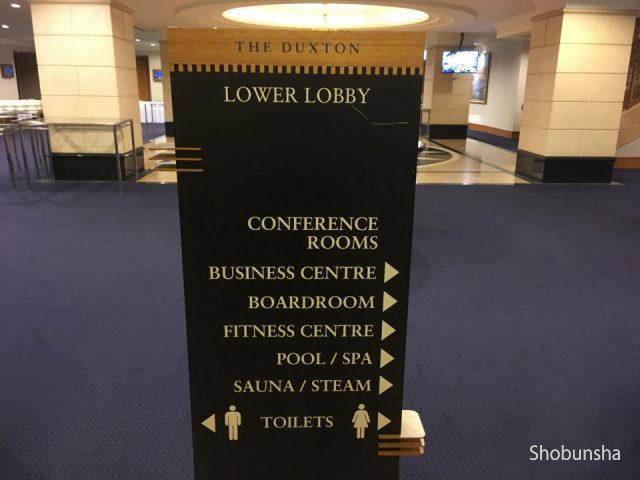 THE DUXTON
LOWER LOBBY
CONFERENCE
ROOMS
BUSINESS CENTRE
BOARDROOM
FITNESS CENTRE
POOL / SPA
SAUNA / STEAM
TOILETS
Shobunsha